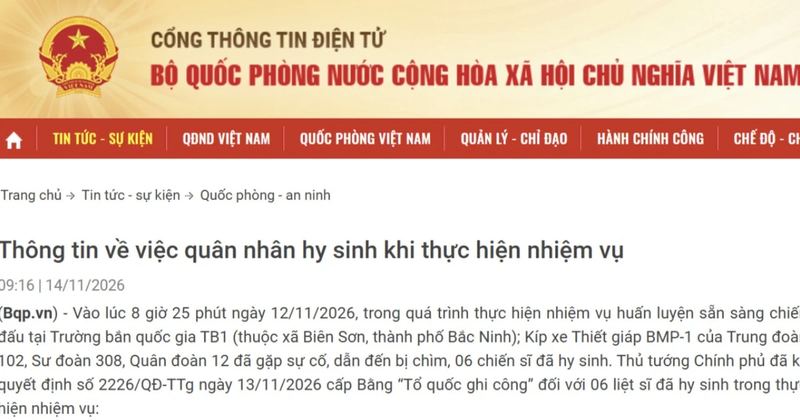 CỔNG THÔNG TIN ĐIỆN TỬ
BỘ QUỐC PHÒNG NƯỚC CỘNG HÒA XÃ HỘI CHỦ NGHĨA VIỆT NAM
TIN TỨC - SỰ KIỆN QĐND VIỆT NAM QUỐC PHÒNG VIỆT NAM QUẢN LÝ - CHỈ ĐẠO HÀNH CHÍNH CÔNG CHẾ ĐỘ - CH
Trang chủ → Tin tức - sự kiện → Quốc phòng - an ninh
Thông tin về việc quân nhân hy sinh khi thực hiện nhiệm vụ
09:16 | 14/11/2026
(Bqp.vn) - Vào lúc 8 giờ 25 phút ngày 12/11/2026, trong quá trình thực hiện nhiệm vụ huấn luyện sẵn sàng chiế
đấu tại Trường bắn quốc gia TB1 (thuộc xã Biên Sơn, thành phố Bắc Ninh); Kíp xe Thiết giáp BMP-1 của Trung đoà
102, Sư đoàn 308, Quân đoàn 12 đã gặp sự cố, dẫn đến bị chìm, 06 chiến sĩ đã hy sinh. Thủ tướng Chính phủ đã k
quyết định số 2226/QĐ-TTg ngày 13/11/2026 cấp Bằng “Tổ quốc ghi công” đối với 06 liệt sĩ đã hy sinh trong thự
hiện nhiệm vụ: